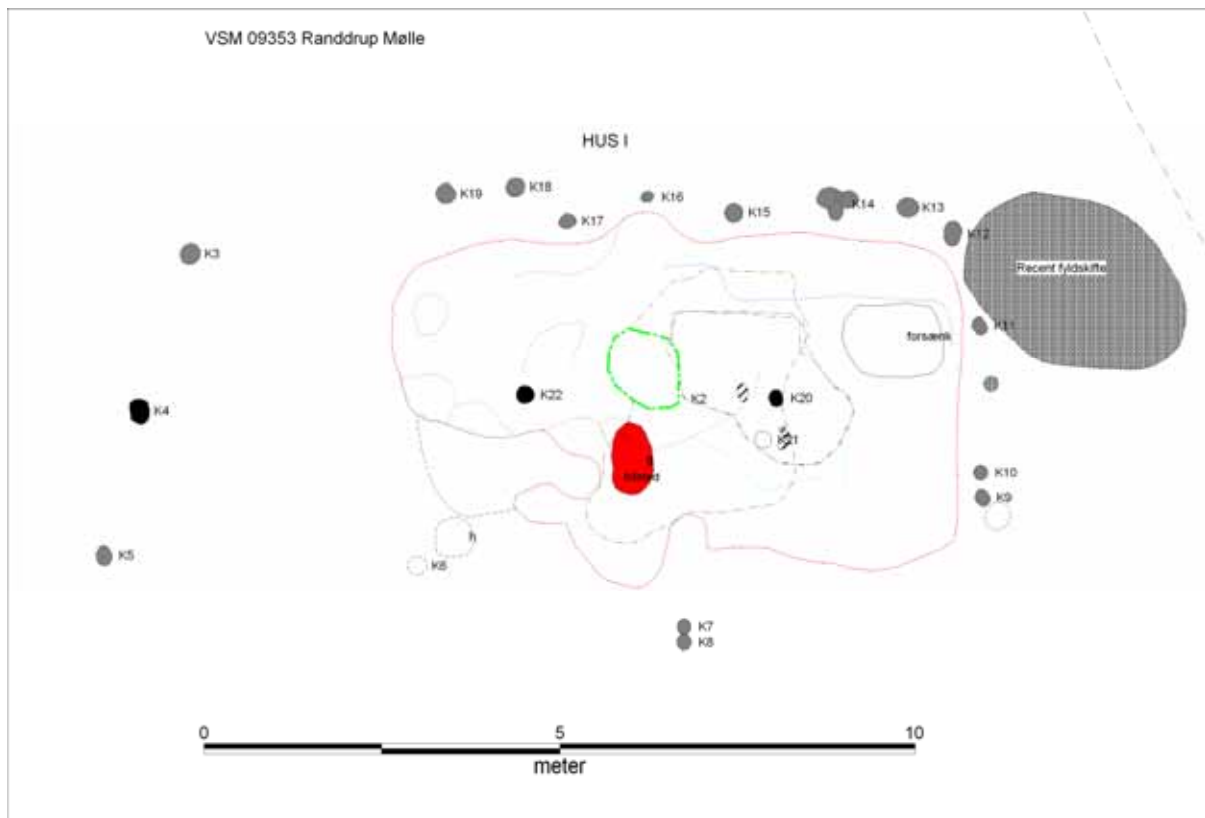 VSM 09353 Randdrup Mølle
HUS I
K19
K18
K17
K16
K15
K14
K13
K12
K3
Recent fyldskifte
K11
forsænk
K4
K22
K2
K20
K21
K10
K9
h
K5
K6
K7
K8
0
5
10
meter